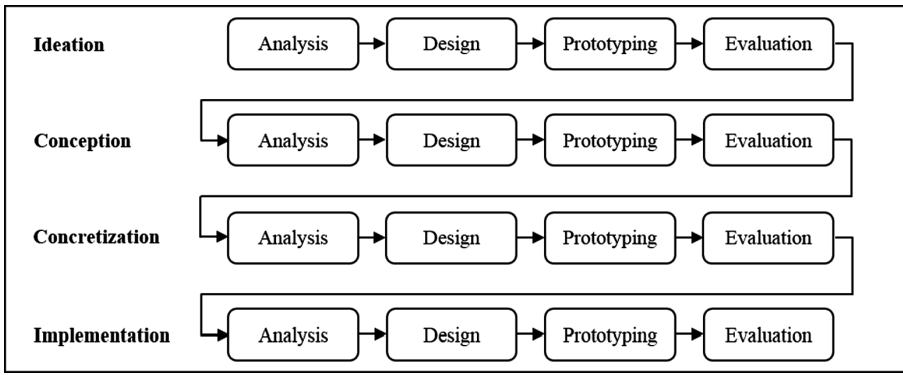 Ideation Analysis Design Prototyping Evaluation
Conception Analysis Design Prototyping Evaluation
Concretization Analysis Design Prototyping Evaluation
Implementation Analysis Design Prototyping Evaluation